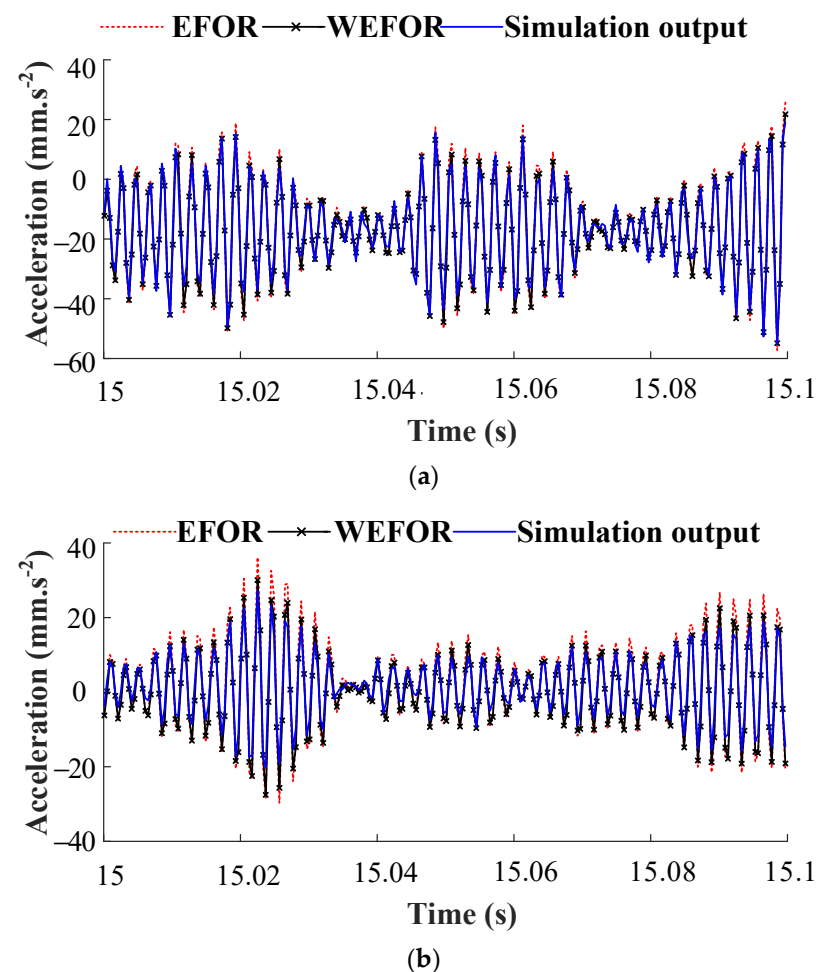 EFOR WEFOR Simulation output
40
20
0
−20
−40
−60
Acceleration (mm.s-2)
15 15.02 15.04 15.06 15.08 15.1
Time (s)
(a)
EFOR WEFOR Simulation output
40
20
0
−20
−40
Acceleration (mm.s-2)
15 15.02 15.04 15.06 15.08 15.1
Time (s)
(b)